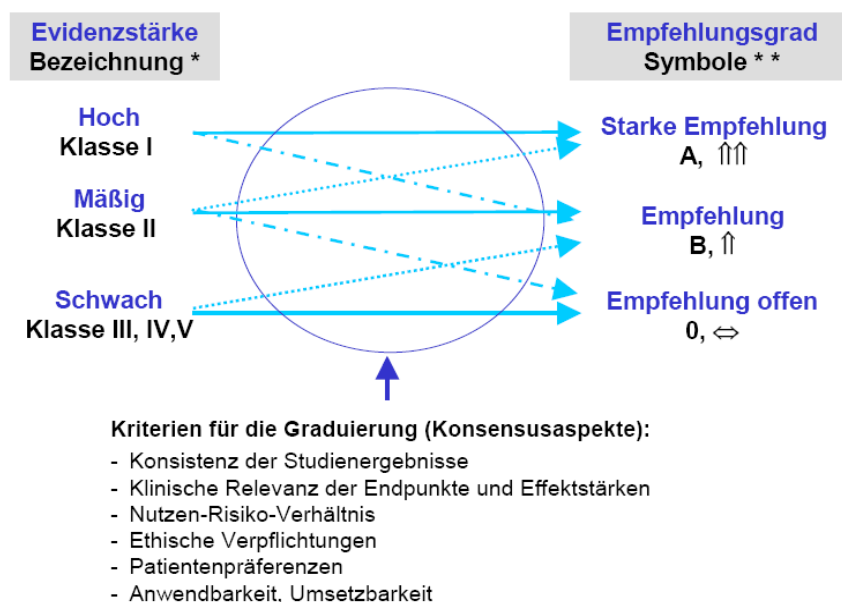 Evidenzstärke
Bezeichnung *
Empfehlungsgrad
Symbole * *
Hoch
Klasse I
Starke Empfehlung
A, ⇑⇑
Mäßig
Klasse II
Empfehlung
B, ⇑
Schwach
Klasse III, IV,V
Empfehlung offen
0, ⇔
Kriterien für die Graduierung (Konsensusaspekte):
- Konsistenz der Studienergebnisse
- Klinische Relevanz der Endpunkte und Effektstärken
- Nutzen-Risiko-Verhältnis
- Ethische Verpflichtungen
- Patientenpräferenzen
- Anwendbarkeit, Umsetzbarkeit